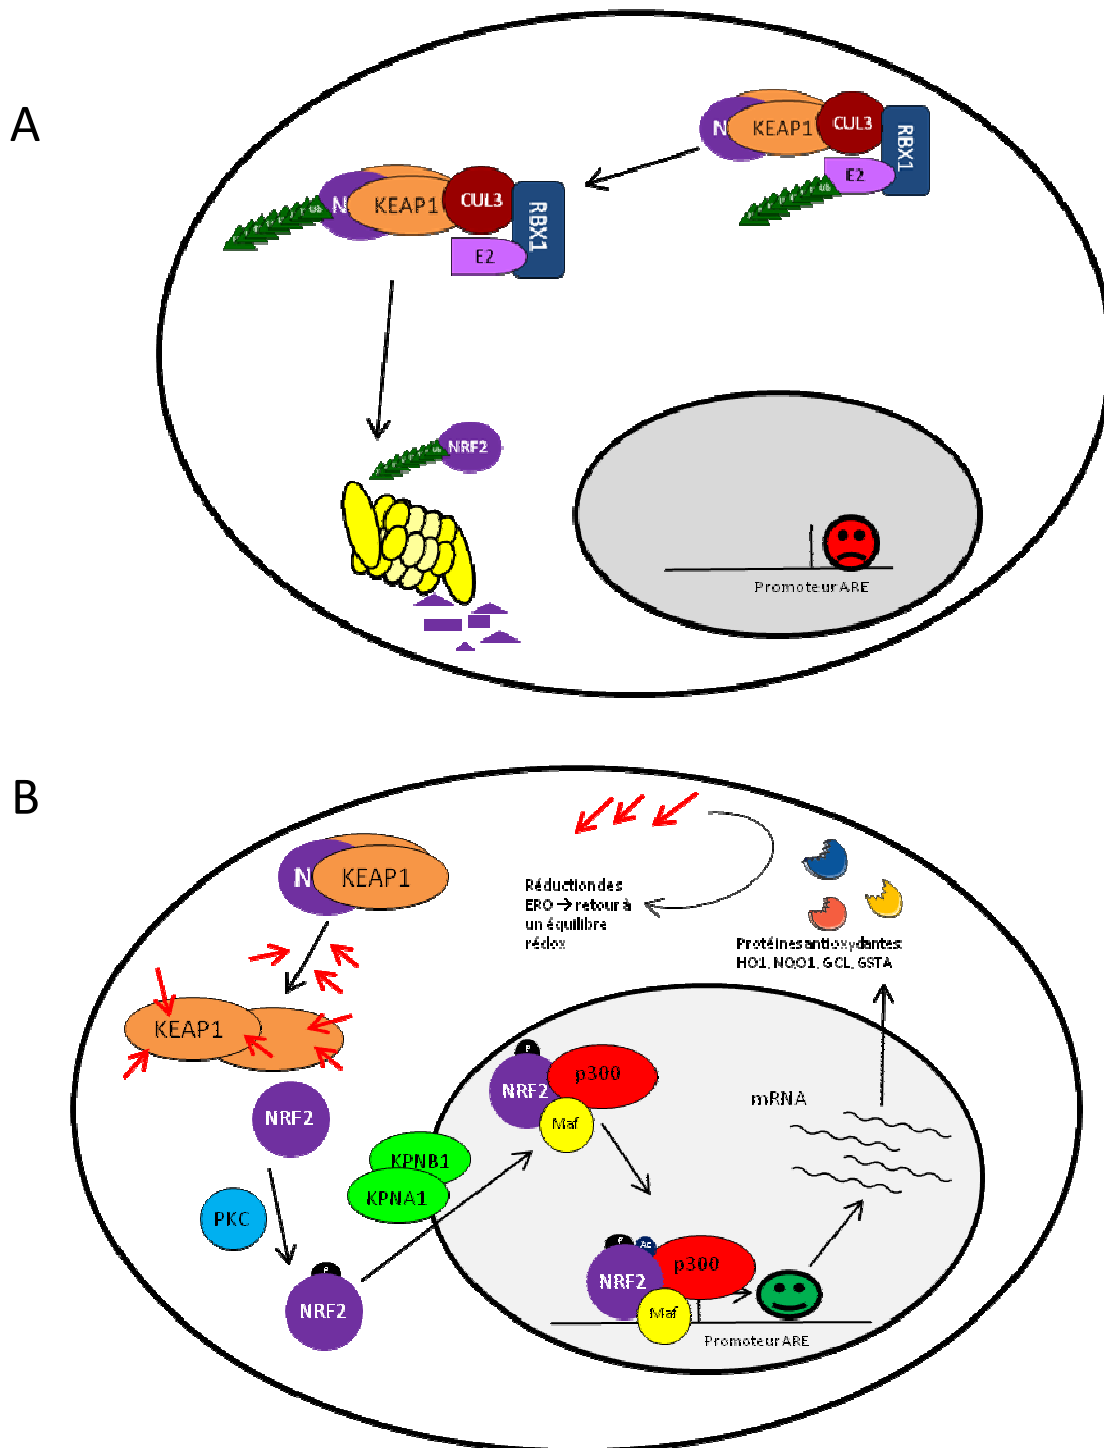 A
N
KEAP1
CUL3
RBX1
E2
N
KEAP1
CUL3
RBX1
E2
NRF2
Promoteur ARE
B
N
KEAP1
Réduction des
ERO → retour à
un équilibre
rédox
Protéines antioxydantes
HO1, NQO1, GCL, GSTA
KEAP1
NRF2
PKC
P
NRF2
KPNB1
KPNA1
P
NRF2
p300
Maf
mRNA
P
Ac
NRF2
p300
Maf
Promoteur ARE